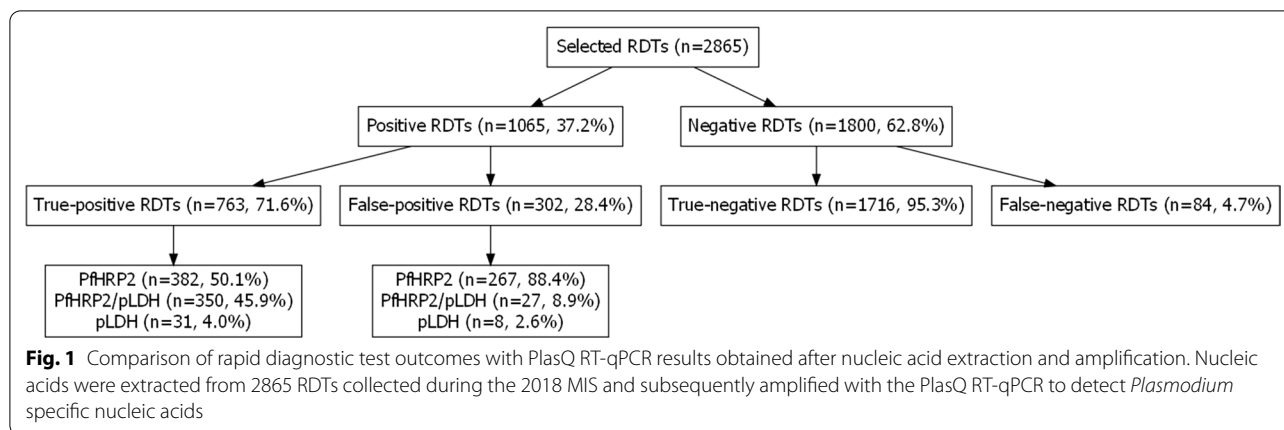 Selected RDTs (n=2865)
Positive RDTs (n=1065, 37.2%)
Negative RDTs (n=1800, 62.8%)
True-positive RDTs (n=763, 71.6%)
False-positive RDTs (n=302, 28.4%)
True-negative RDTs (n=1716, 95.3%)
False-negative RDTs (n=84, 4.7%)
PfHRP2 (n=382, 50.1%)
PfHRP2/pLDH (n=350, 45.9%)
pLDH (n=31, 4.0%)
PfHRP2 (n=267, 88.4%)
PfHRP2/pLDH (n=27, 8.9%)
pLDH (n=8, 2.6%)
Fig. 1 Comparison of rapid diagnostic test outcomes with PlasQ RT-qPCR results obtained after nucleic acid extraction and amplification. Nucleic
acids were extracted from 2865 RDTs collected during the 2018 MIS and subsequently amplified with the PlasQ RT-qPCR to detect Plasmodium
specific nucleic acids